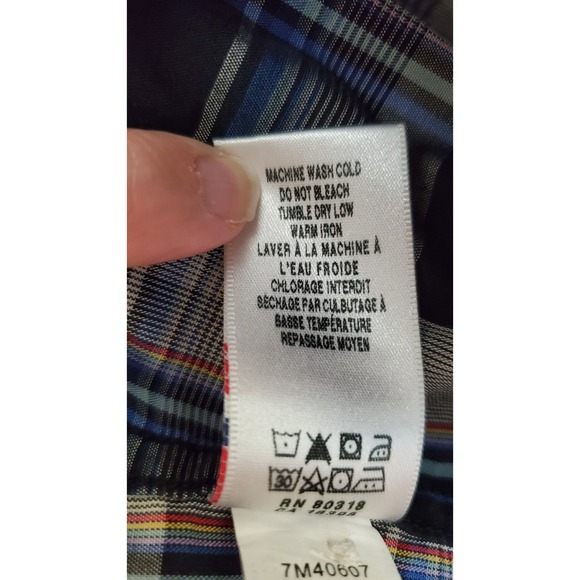 MACHINE WASH COLD
DO NOT BLEACH
TUMBLE DRY LOW
WARM IRON
LAVER À LA MACHINE À
L'EAU FROIDE
CHLORAGE INTERDIT
SÉCHAGE PAR CULBUTAGE À
BASSE TEMPÉRATURE
REPASSAGE MOYEN
30
RN 80318
7M40607